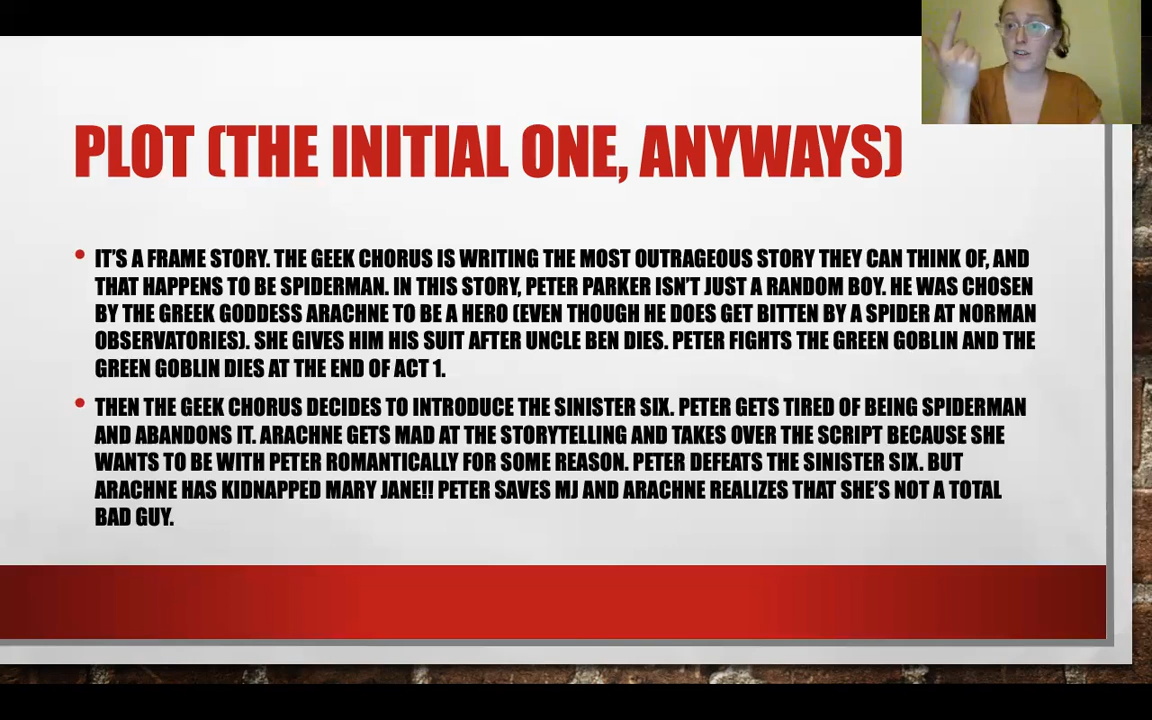 PLOT (THE INITIAL ONE, ANYWAYS)
• IT'S A FRAME STORY. THE GEEK CHORUS IS WRITING THE MOST OUTRAGEOUS STORY THEY CAN THINK OF, AND
THAT HAPPENS TO BE SPIDERMAN. IN THIS STORY, PETER PARKER ISN'T JUST A RANDOM BOY. HE WAS CHOSEN
BY THE GREEK GODDESS ARACHNE TO BE A HERO (EVEN THOUGH HE DOES GET BITTEN BY A SPIDER AT NORMAN
OBSERVATORIES). SHE GIVES HIM HIS SUIT AFTER UNCLE BEN DIES. PETER FIGHTS THE GREEN GOBLIN AND THE
GREEN GOBLIN DIES AT THE END OF ACT 1.
• THEN THE GEEK CHORUS DECIDES TO INTRODUCE THE SINISTER SIX. PETER GETS TIRED OF BEING SPIDERMAN
AND ABANDONS IT. ARACHNE GETS MAD AT THE STORYTELLING AND TAKES OVER THE SCRIPT BECAUSE SHE
WANTS TO BE WITH PETER ROMANTICALLY FOR SOME REASON. PETER DEFEATS THE SINISTER SIX. BUT
ARACHNE HAS KIDNAPPED MARY JANE!! PETER SAVES MJ AND ARACHNE REALIZES THAT SHE'S NOT A TOTAL
BAD GUY.